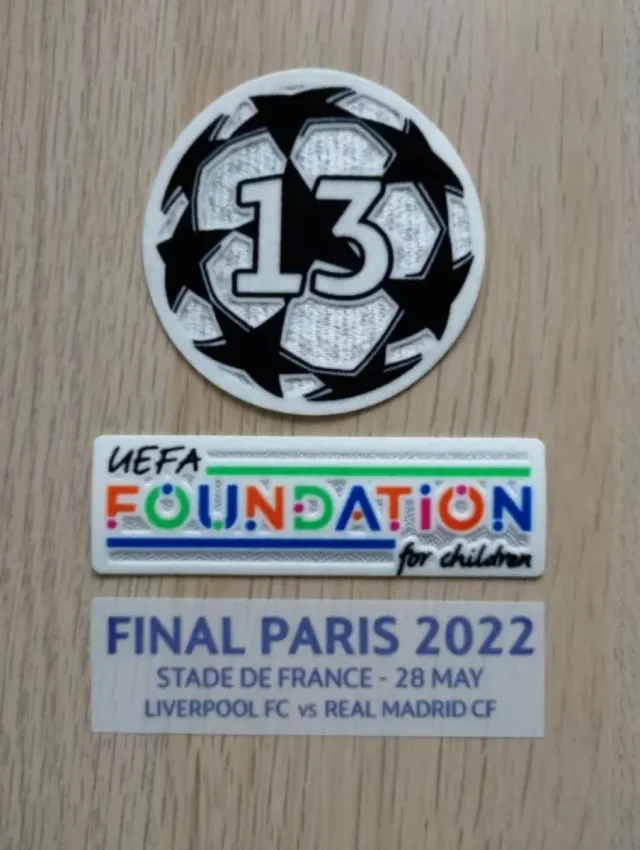 13
UEFA
FOUNDATION
for children
FINAL PARIS 2022
STADE DE FRANCE - 28 MAY
LIVERPOOL FC vs REAL MADRID CF